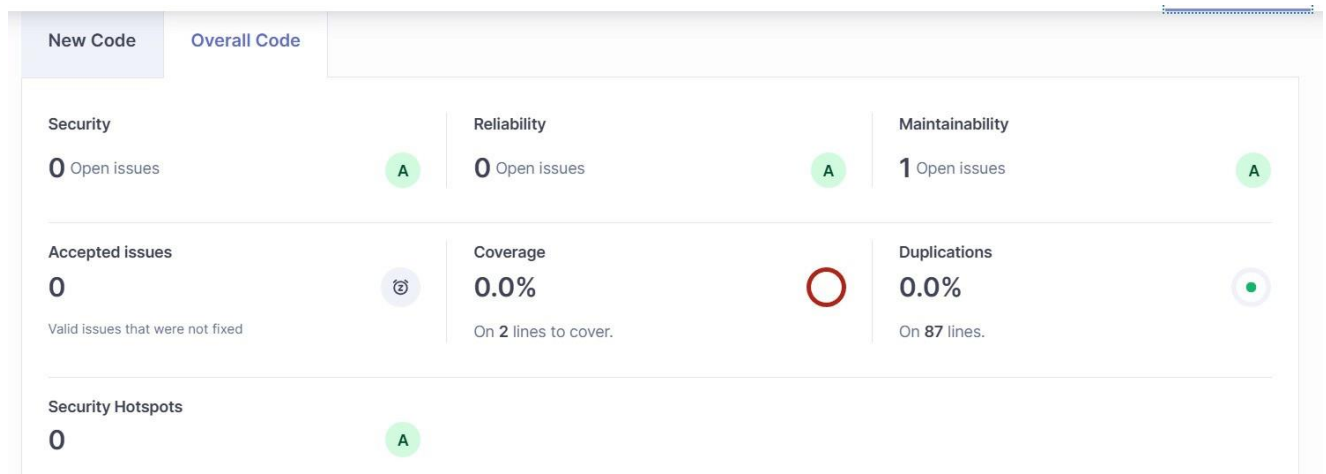 New Code Overall Code
Security Reliability Maintainability
0 Open issues A 0 Open issues A 1 Open issues A
Accepted issues Coverage Duplications
0 0.0% 0.0%
Valid issues that were not fixed On 2 lines to cover. On 87 lines.
Security Hotspots
0 A